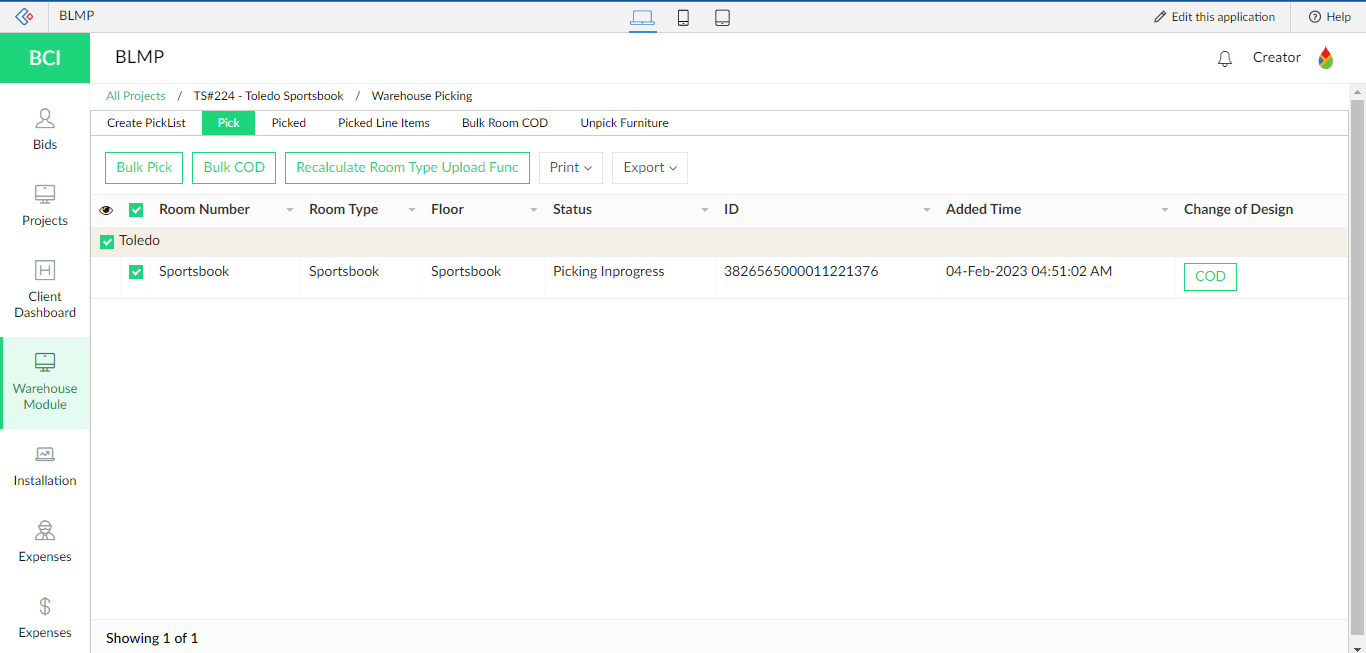 BLMP
Edit this application
Help
BCI
BLMP
Creator
All Projects / TS#224 - Toledo Sportsbook / Warehouse Picking
Create PickList
Pick
Picked
Picked Line Items
Bulk Room COD
Unpick Furniture
Bulk Pick
Bulk COD
Recalculate Room Type Upload Func
Print
Export
Room Number
Room Type
Floor
Status
ID
Added Time
Change of Design
Toledo
Sportsbook
Sportsbook
Sportsbook
Picking Inprogress
3826565000011221376
04-Feb-2023 04:51:02 AM
COD
Bids
Projects
Client
Dashboard
Warehouse
Module
Installation
Expenses
Expenses
Showing 1 of 1